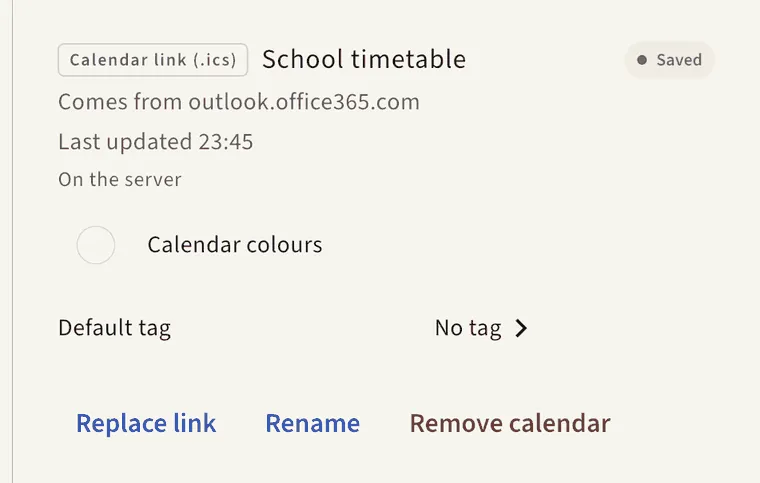 Calendar link (.ics) School timetable Saved
Comes from outlook.office365.com
Last updated 23:45
On the server
Calendar colours
Default tag No tag
Replace link Rename Remove calendar